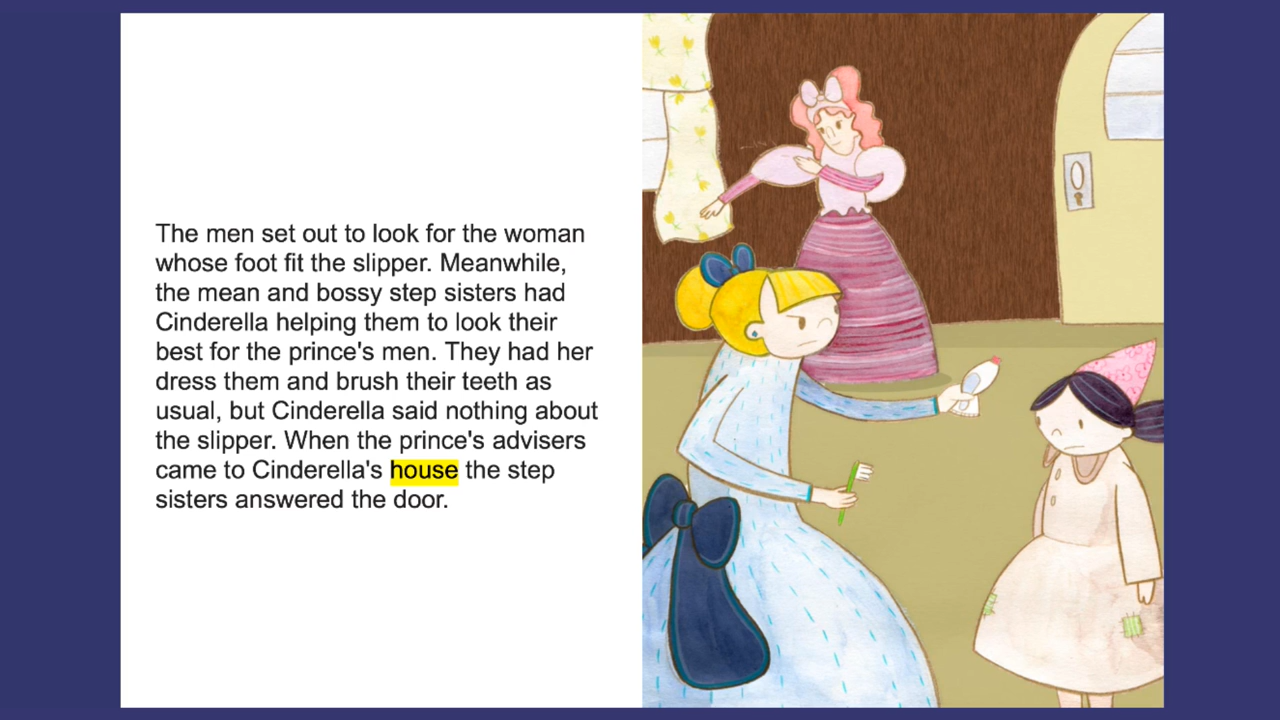 The men set out to look for the woman
whose foot fit the slipper. Meanwhile,
the mean and bossy step sisters had
Cinderella helping them to look their
best for the prince's men. They had her
dress them and brush their teeth as
usual, but Cinderella said nothing about
the slipper. When the prince's advisers
came to Cinderella's house the step
sisters answered the door.